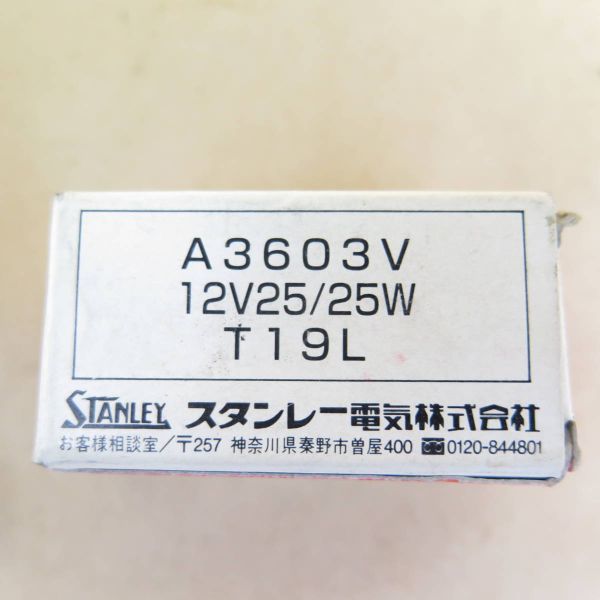 A3603V
12V25/25W
T19L
STANLEY スタンレー電気株式会社
お客様相談室/〒257 神奈川県秦野市曽屋400 ☎0120-844801